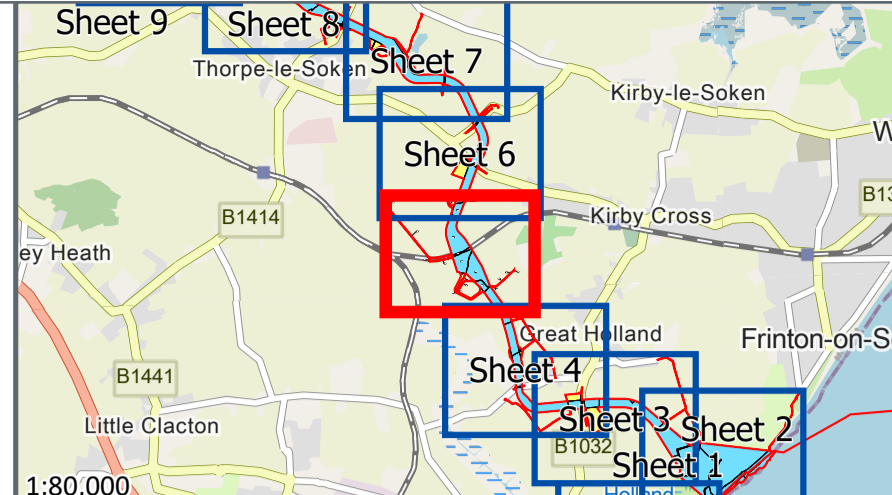 Sheet 9
Sheet 8
Sheet 7
Thorpe-le-Soken
Kirby-le-Soken
W
Sheet 6
B13
B1414
Kirby Cross
ey Heath
Great Holland
Frinton-on-S
B1441
Sheet 4
Little Clacton
Sheet 3
Sheet 2
B1032
Sheet 1
1:80,000
Holland